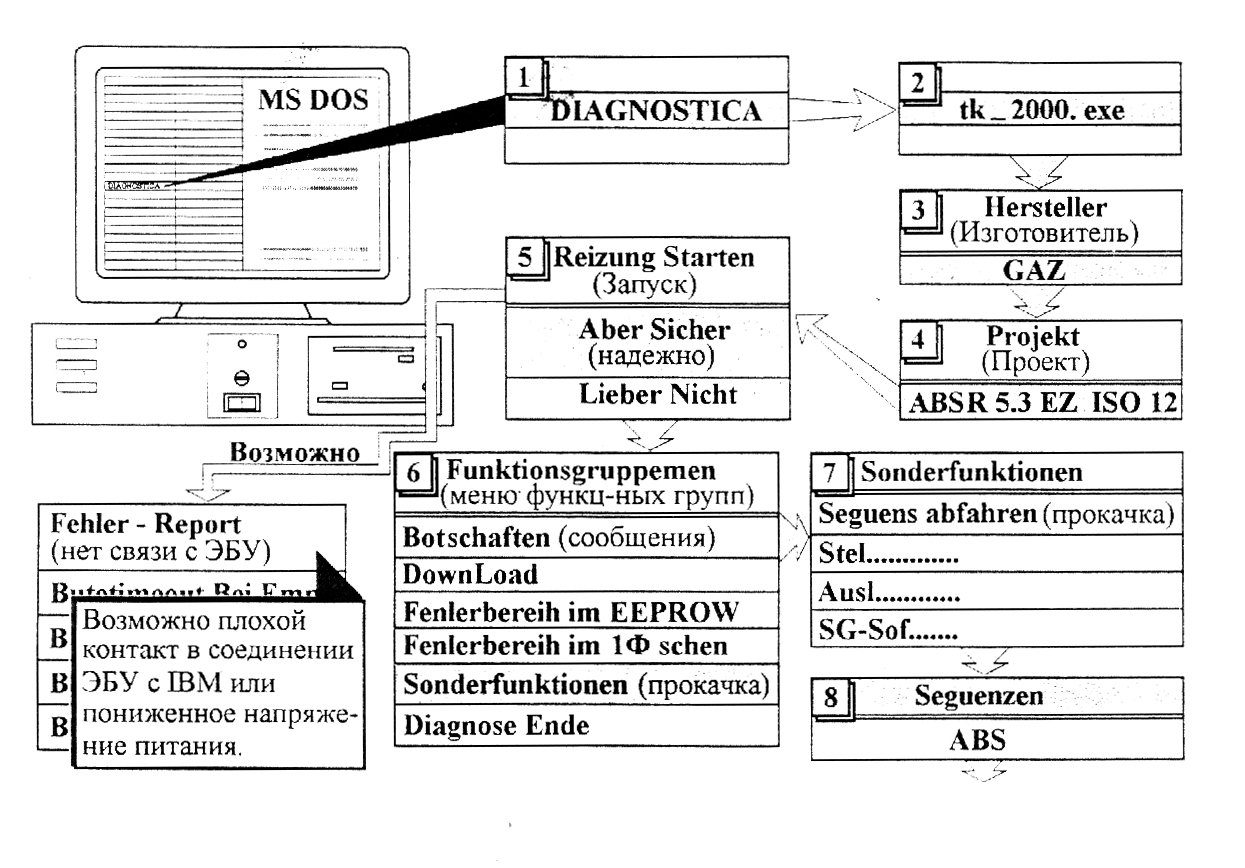 MS DOS
DIAGNOSTICA
1
DIAGNOSTICA
2
tk_2000. exe
3
Hersteller
(Изготовитель)
GAZ
4
Projekt
(Проект)
ABSR 5.3 EZ ISO 12
5
Reizung Starten
(Запуск)
Aber Sicher
(надежно)
Lieber Nicht
Возможно
Fehler - Report
(нет связи с ЭБУ)
B
B
B
Возможно плохой
контакт в соединении
ЭБУ с IBM или
пониженное напряже-
ние питания.
6
Funktionsgruppemen
(меню функц-ных групп)
Botschaften (сообщения)
DownLoad
Fenlerbereih im EEPROW
Fenlerbereih im 1Ф schen
Sonderfunktionen (прокачка)
Diagnose Ende
7
Sonderfunktionen
Seguens abfahren (прокачка)
Stel.............
Ausl............
SG-Sof.......
8
Seguenzen
ABS